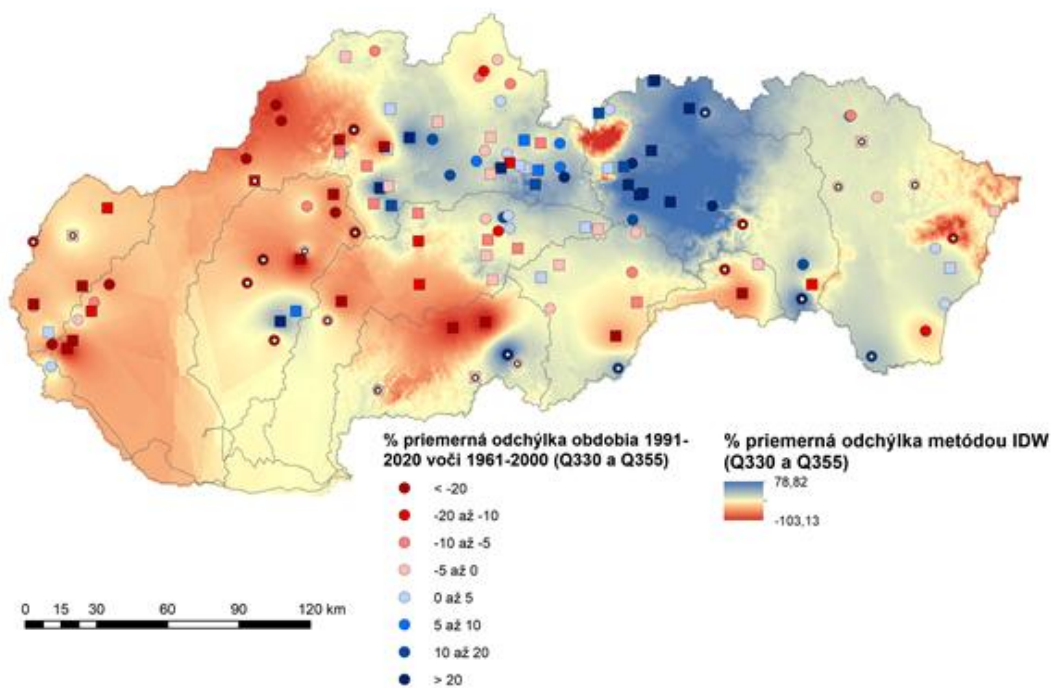 % priemerná odchýlka obdobia 1991-
2020 voči 1961-2000 (Q330 a Q355)
< -20
-20 až -10
-10 až -5
-5 až 0
0 až 5
5 až 10
10 až 20
> 20
% priemerná odchýlka metódou IDW
(Q330 a Q355)
78,82
-103,13
0 15 30 60 90 120 km